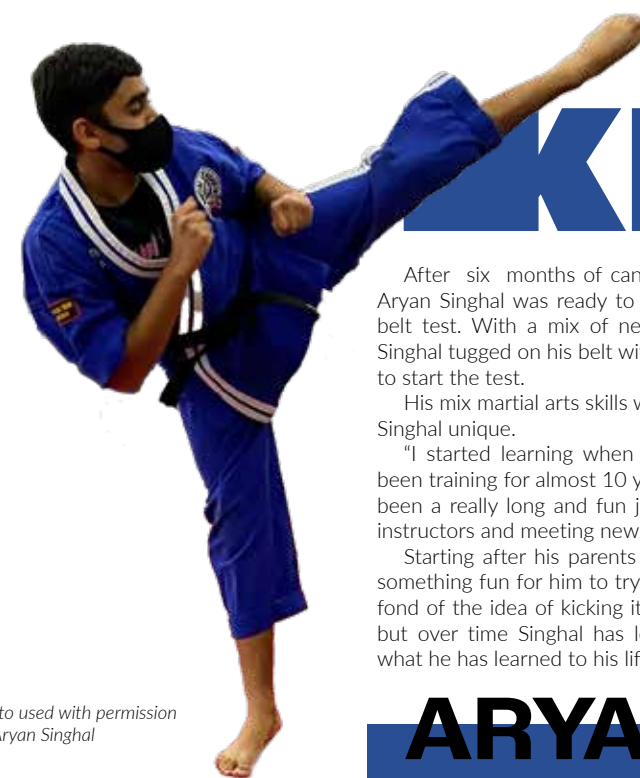 KI
After six months of can
Aryan Singhal was ready to
belt test. With a mix of ne
Singhal tugged on his belt wi
to start the test.
His mix martial arts skills w
Singhal unique.
“I started learning when
been training for almost 10 y
been a really long and fun j
instructors and meeting new
Starting after his parents
something fun for him to try
fond of the idea of kicking it
but over time Singhal has l
what he has learned to his lif
to used with permission
Aryan Singhal
ARYA